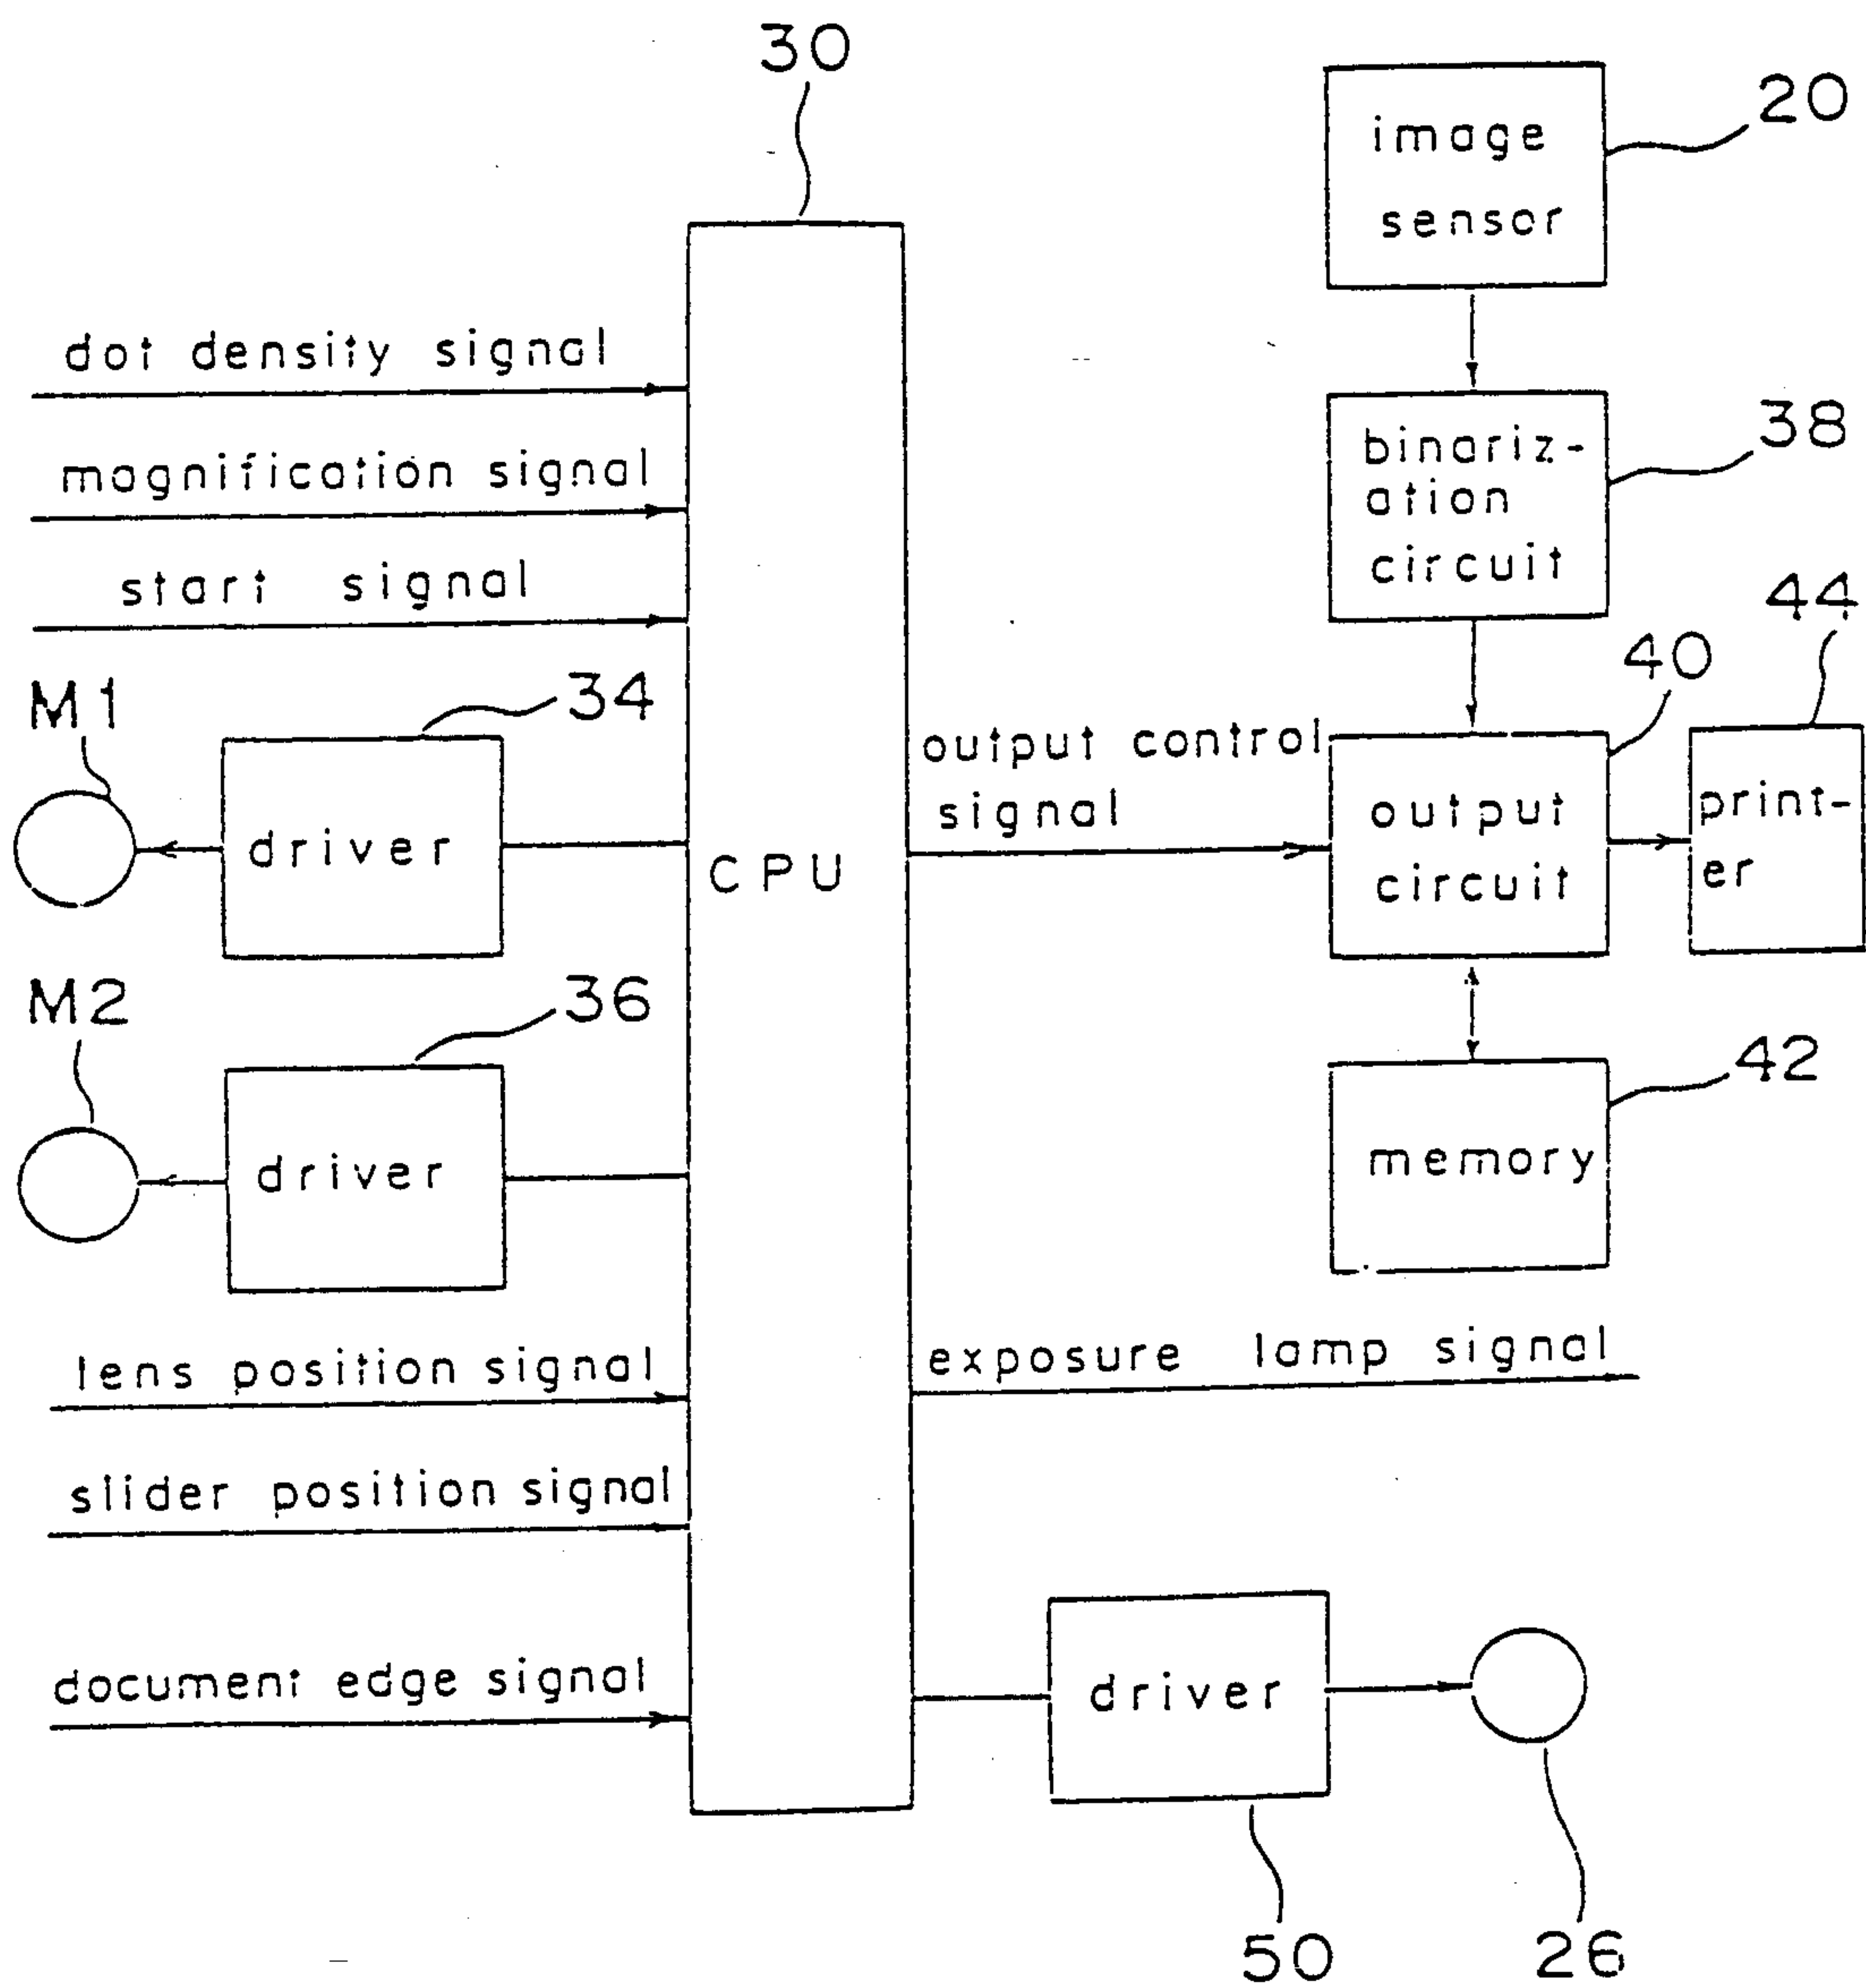 30
20
image
sensor
dot density signal
38
binariz-
ation
circuit
magnification signal
start signal
44
40
M1
34
output control
signal
driver
CPU
output
circuit
print-
er
M2
36
42
driver
memory
lens position signal
exposure lamp signal
slider position signal
document edge signal
driver
50
26